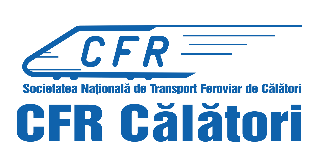 CFR
Societatea Națională de Transport Feroviar de Călători
CFR Călători